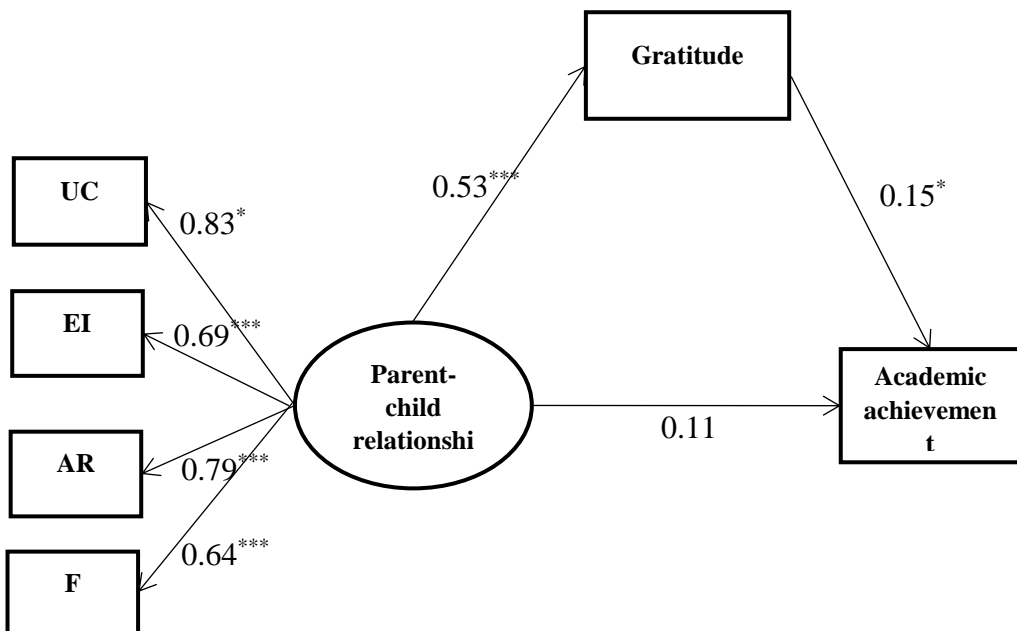 Gratitude
UC
0.83*
0.53***
0.15*
EI
0.69***
Parent-
child
relationshi
0.11
Academic
achievemen
t
AR
0.79***
0.64***
F